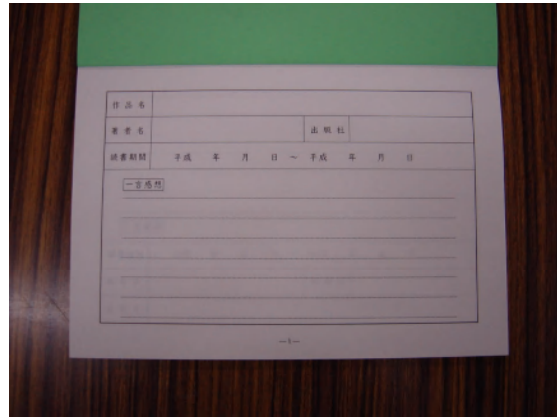 作品名
著者名 出版社
読書期間 平成 年 月 日 ～ 平成 年 月 日
一言感想